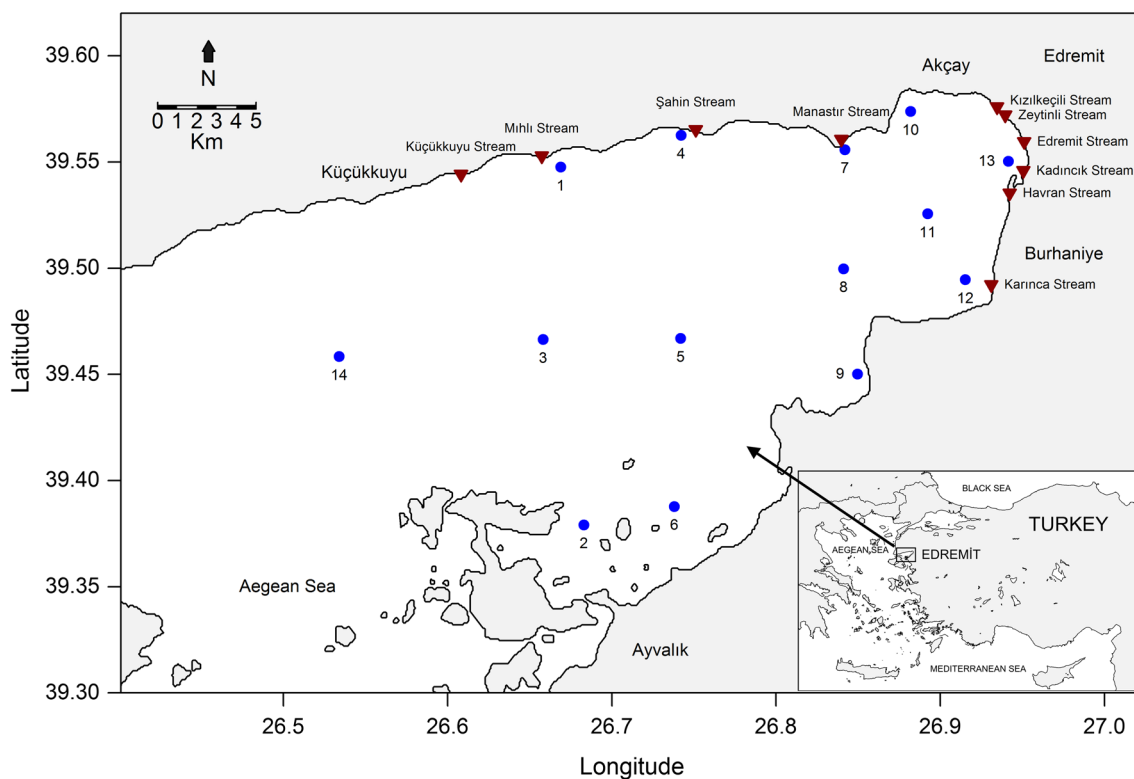 39.60
39.55
39.50
39.45
39.40
39.35
39.30
Latitude
N
0 1 2 3 4 5
Km
Akçay
Edremit
Şahin Stream
Manastır Stream
Mıhlı Stream
Küçükkuyu Stream
Küçükkuyu
Kızılkeçili Stream
Zeytinli Stream
Edremit Stream
Kadıncık Stream
Havran Stream
Burhaniye
Karınca Stream
10
4
7
13
1
11
8
12
3
5
14
9
6
2
Aegean Sea
Ayvalık
BLACK SEA
TURKEY
AEGEAN SEA
EDREMİT
MEDITERRANEAN SEA
26.5
26.6
26.7
26.8
26.9
27.0
Longitude